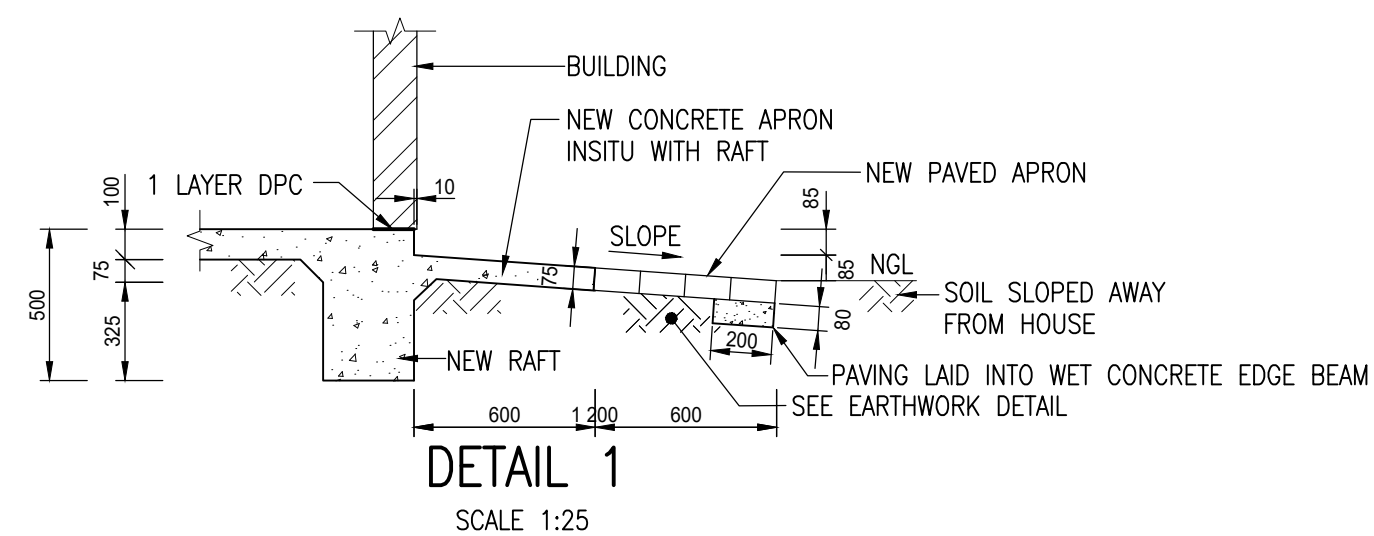 BUILDING
NEW CONCRETE APRON
INSITU WITH RAFT
NEW PAVED APRON
1 LAYER DPC
10
100
85
SLOPE
75
75
85
NGL
500
325
SOIL SLOPED AWAY
FROM HOUSE
80
200
NEW RAFT
PAVING LAID INTO WET CONCRETE EDGE BEAM
SEE EARTHWORK DETAIL
600
1 200
600
DETAIL 1
SCALE 1:25